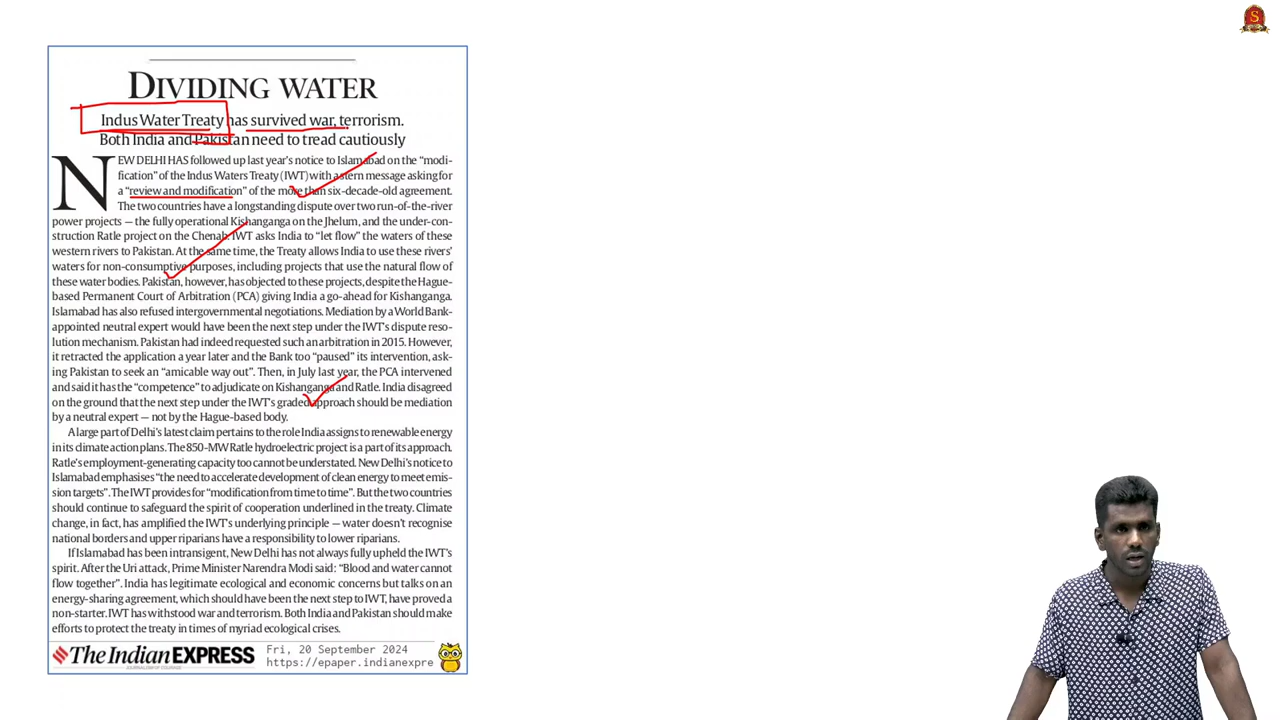 DIVIDING WATER
Indus Water Treaty has survived war, terrorism.
Both India and Pakistan need to tread cautiously
NEW DELHI HAS followed up last year's notice to Islamabad on the "modi-
fication" of the Indus Waters Treaty (IWT) with a stern message asking for
a "review and modification" of the more than six-decade-old agreement.
The two countries have a longstanding dispute over two run-of-the-river
power projects — the fully operational Kishanganga on the Jhelum, and the under-con-
struction Ratle project on the Chenab. IWT asks India to "let flow" the waters of these
western rivers to Pakistan. At the same time, the Treaty allows India to use these rivers'
waters for non-consumptive purposes, including projects that use the natural flow of
these water bodies. Pakistan, however, has objected to these projects, despite the Hague-
based Permanent Court of Arbitration (PCA) giving India a go-ahead for Kishanganga.
Islamabad has also refused intergovernmental negotiations. Mediation by a World Bank-
appointed neutral expert would have been the next step under the IWT's dispute reso-
lution mechanism. Pakistan had indeed requested such an arbitration in 2015. However,
it retracted the application a year later and the Bank too "paused" its intervention, ask-
ing Pakistan to seek an "amicable way out". Then, in July last year, the PCA intervened
and said it has the "competence" to adjudicate on Kishanganga and Ratle. India disagreed
on the ground that the next step under the IWT's graded approach should be mediation
by a neutral expert — not by the Hague-based body.
A large part of Delhi's latest claim pertains to the role India assigns to renewable energy
in its climate action plans. The 850-MW Ratle hydroelectric project is a part of its approach.
Ratle's employment-generating capacity too cannot be understated. New Delhi's notice to
Islamabad emphasises "the need to accelerate development of clean energy to meet emis-
sion targets". The IWT provides for "modification from time to time". But the two countries
should continue to safeguard the spirit of cooperation underlined in the treaty. Climate
change, in fact, has amplified the IWT's underlying principle — water doesn't recognise
national borders and upper riparians have a responsibility to lower riparians.
If Islamabad has been intransigent, New Delhi has not always fully upheld the IWT's
spirit. After the Uri attack, Prime Minister Narendra Modi said: "Blood and water cannot
flow together". India has legitimate ecological and economic concerns but talks on an
energy-sharing agreement, which should have been the next step to IWT, have proved a
non-starter. IWT has withstood war and terrorism. Both India and Pakistan should make
efforts to protect the treaty in times of myriad ecological crises.
The Indian EXPRESS
Fri, 20 September 2024
https://epaper.indianexpre
S